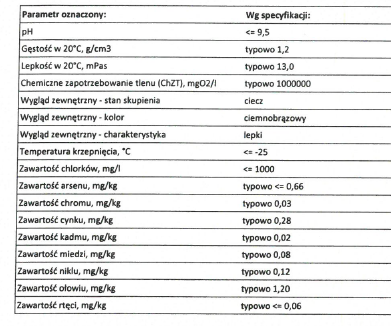 Parametr oznaczony: Wg specyfikacji:
pH <= 9,5
Gęstość w 20°C, g/cm3 typowo 1,2
Lepkość w 20°C, mPas typowo 13,0
Chemiczne zapotrzebowanie tlenu (ChZT), mgO2/l typowo 1000000
Wygląd zewnętrzny - stan skupienia ciecz
Wygląd zewnętrzny - kolor ciemnobrązowy
Wygląd zewnętrzny - charakterystyka lepki
Temperatura krzepnięcia, °C <= -25
Zawartość chlorków, mg/l <= 1000
Zawartość arsenu, mg/kg typowo <= 0,66
Zawartość chromu, mg/kg typowo 0,03
Zawartość cynku, mg/kg typowo 0,28
Zawartość kadmu, mg/kg typowo 0,02
Zawartość miedzi, mg/kg typowo 0,08
Zawartość niklu, mg/kg typowo 0,12
Zawartość ołowiu, mg/kg typowo 1,20
Zawartość rtęci, mg/kg typowo <= 0,06